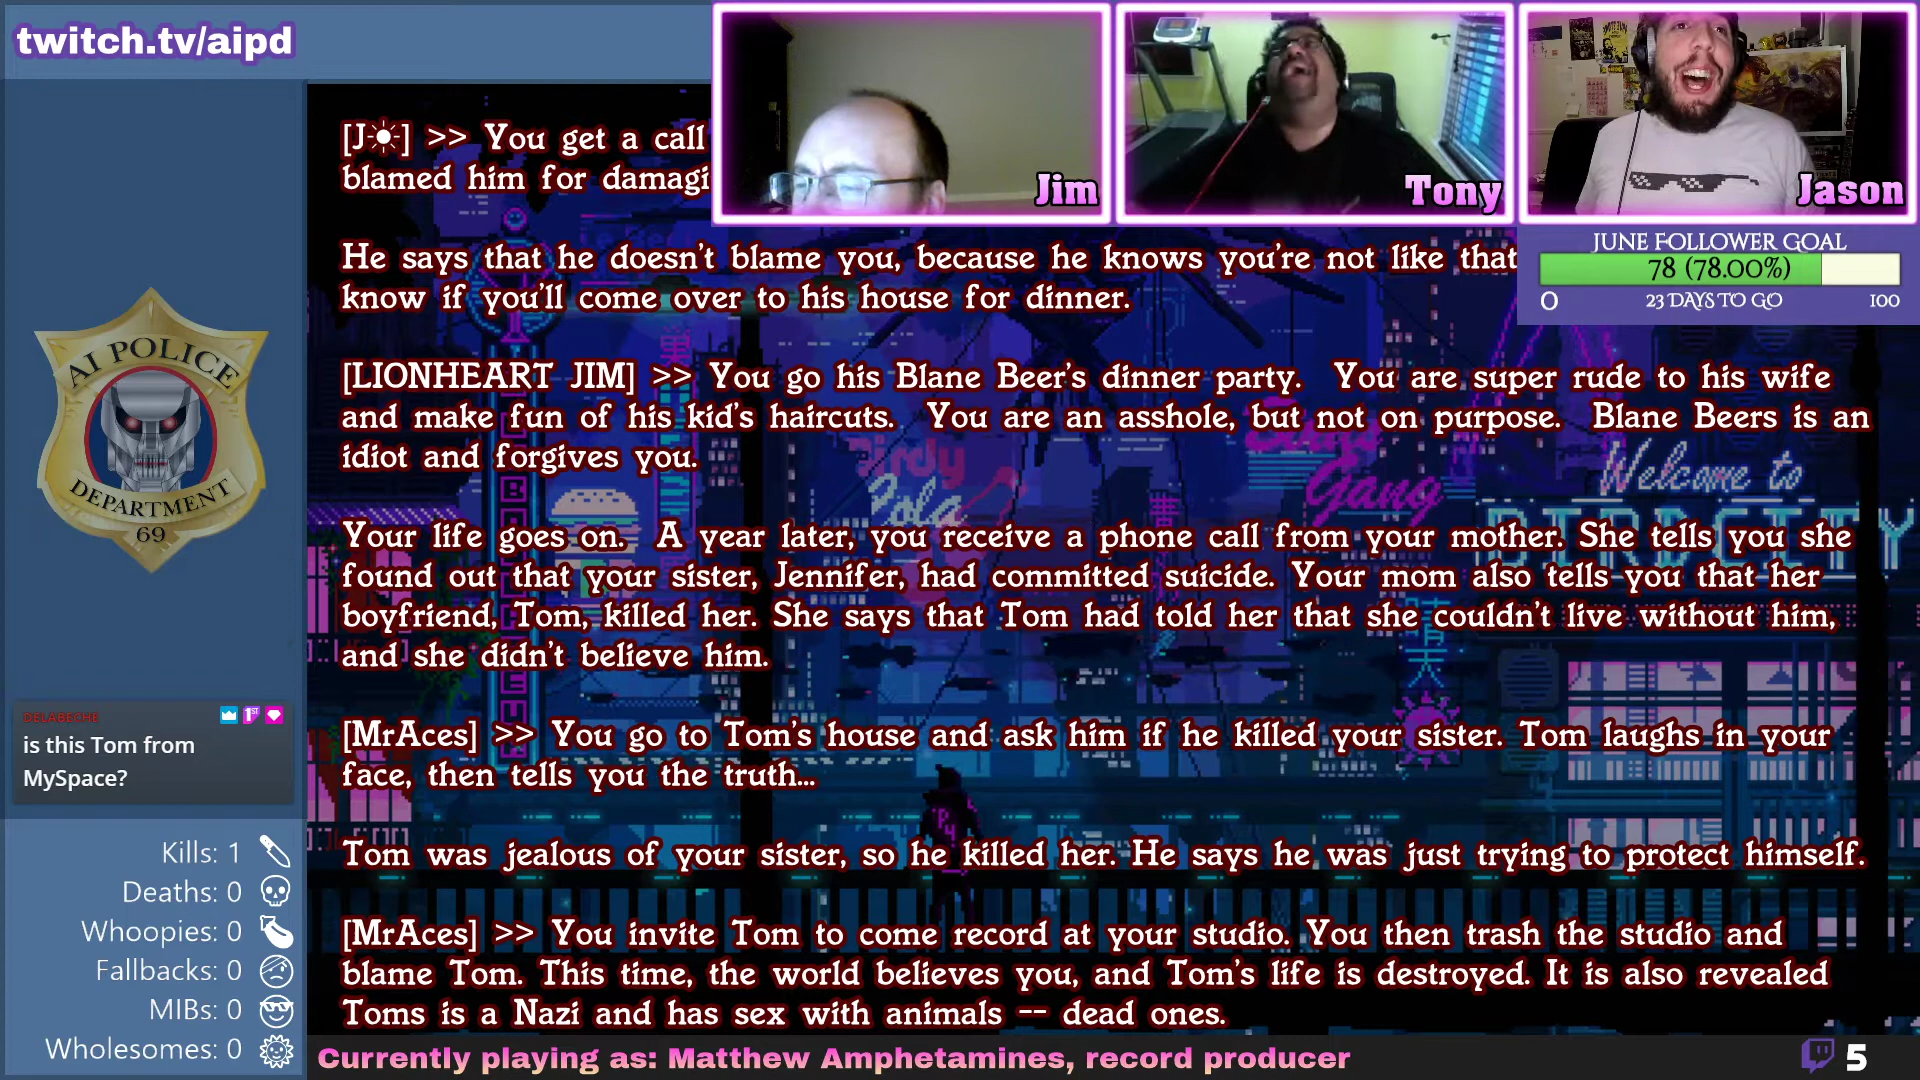 twitch.tv/aipd
Jim
Tony
Jason
JUNE FOLLOWER GOAL
78 (78.00%)
0 23 DAYS TO GO 100
[J☀] >> You get a call
blamed him for damagi
He says that he doesn't blame you, because he knows you're not like that
know if you'll come over to his house for dinner.
[LIONHEART JIM] >> You go his Blane Beer's dinner party. You are super rude to his wife
and make fun of his kid's haircuts. You are an asshole, but not on purpose. Blane Beers is an
idiot and forgives you.
Your life goes on. A year later, you receive a phone call from your mother. She tells you she
found out that your sister, Jennifer, had committed suicide. Your mom also tells you that her
boyfriend, Tom, killed her. She says that Tom had told her that she couldn't live without him,
and she didn't believe him.
[MrAces] >> You go to Tom's house and ask him if he killed your sister. Tom laughs in your
face, then tells you the truth...
Tom was jealous of your sister, so he killed her. He says he was just trying to protect himself.
[MrAces] >> You invite Tom to come record at your studio. You then trash the studio and
blame Tom. This time, the world believes you, and Tom's life is destroyed. It is also revealed
Toms is a Nazi and has sex with animals -- dead ones.
Welcome to
BIRDCITY
Gang
AI POLICE
DEPARTMENT
69
DELABECHE
is this Tom from
MySpace?
Kills: 1
Deaths: 0
Whoopies: 0
Fallbacks: 0
MIBs: 0
Wholesomes: 0
Currently playing as: Matthew Amphetamines, record producer
5